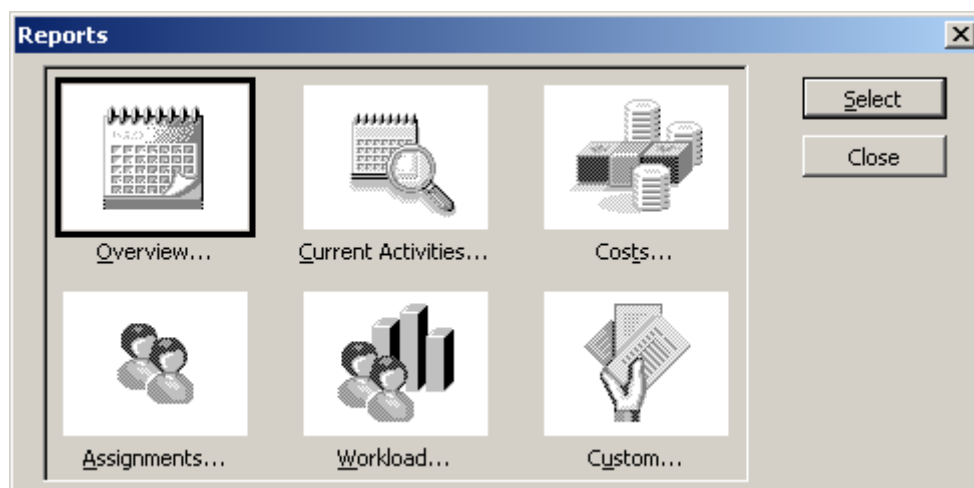 Reports
Select
Close
Overview...
Current Activities...
Costs...
Assignments...
Workload...
Custom...